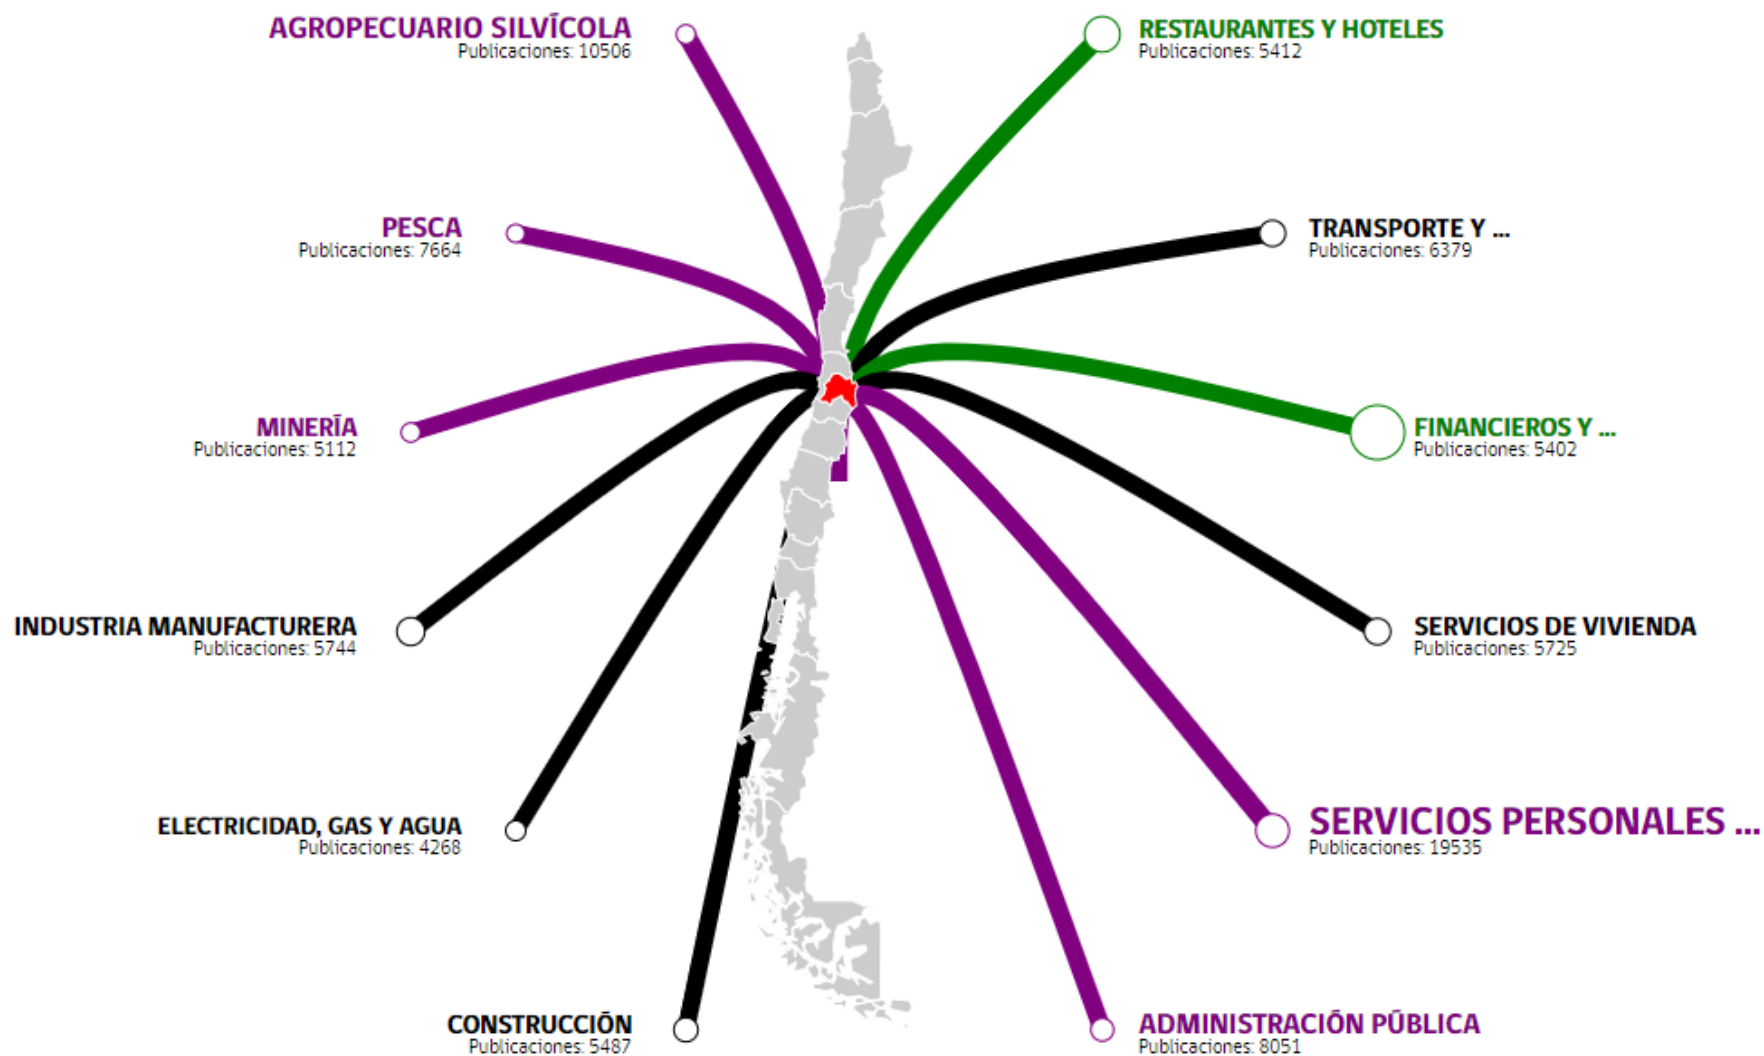 AGROPECUARIO SILVÍCOLA
Publicaciones: 10506
PESCA
Publicaciones: 7664
MINERÍA
Publicaciones: 5112
INDUSTRIA MANUFACTURERA
Publicaciones: 5744
ELECTRICIDAD, GAS Y AGUA
Publicaciones: 4268
CONSTRUCCIÓN
Publicaciones: 5487
RESTAURANTES Y HOTELES
Publicaciones: 5412
TRANSPORTE Y ...
Publicaciones: 6379
FINANCIEROS Y ...
Publicaciones: 5402
SERVICIOS DE VIVIENDA
Publicaciones: 5725
SERVICIOS PERSONALES ...
Publicaciones: 19535
ADMINISTRACIÓN PÚBLICA
Publicaciones: 8051